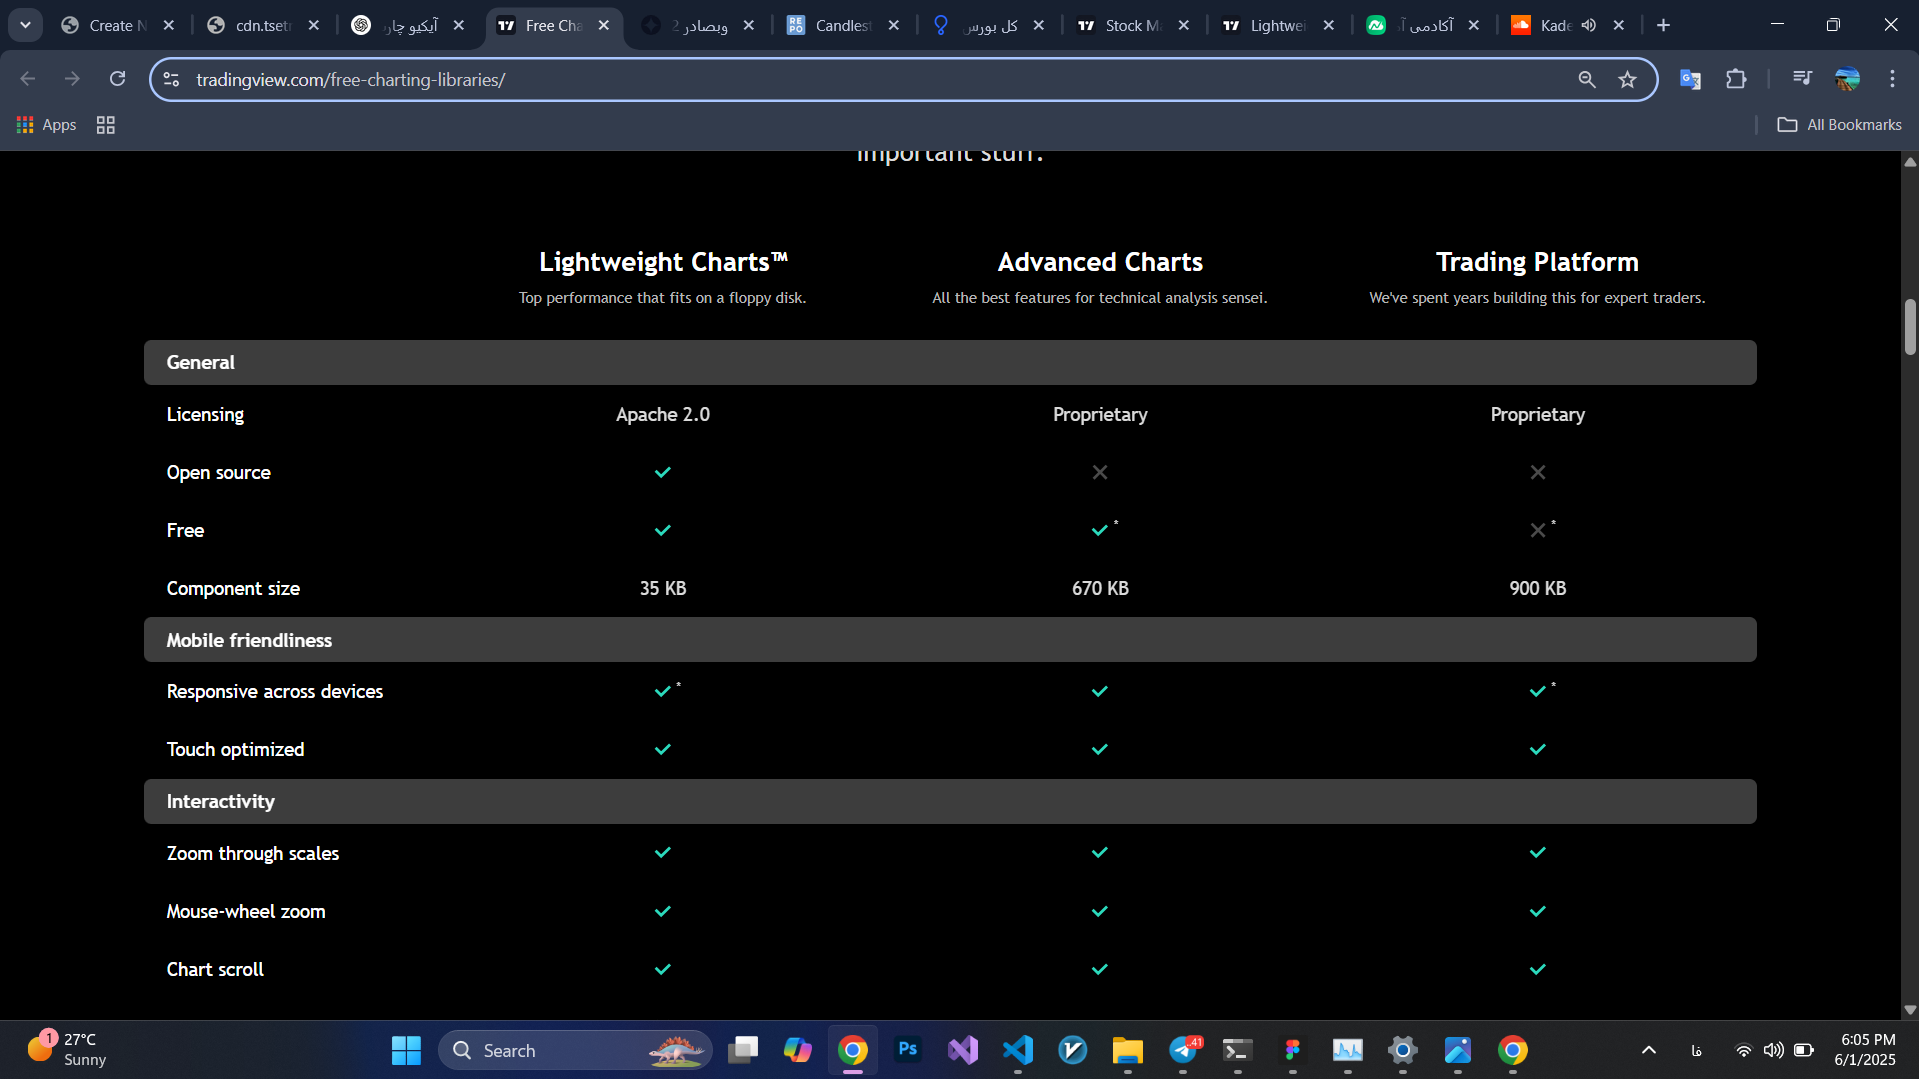 Create N
cdn.tsetm
آیکیو چارت
Free Cha
وبصادر 2
Candlest
کل بورس
Stock Ma
Lightwei
آکادمی آ
Kade
tradingview.com/free-charting-libraries/
Apps
All Bookmarks
important stuff.
Lightweight Charts™ Advanced Charts Trading Platform
Top performance that fits on a floppy disk. All the best features for technical analysis sensei. We've spent years building this for expert traders.
General
Licensing Apache 2.0 Proprietary Proprietary
Open source
Free * *
Component size 35 KB 670 KB 900 KB
Mobile friendliness
Responsive across devices * *
Touch optimized
Interactivity
Zoom through scales
Mouse-wheel zoom
Chart scroll
1
27°C
Sunny
Search
Ps
41
فا
6:05 PM
6/1/2025